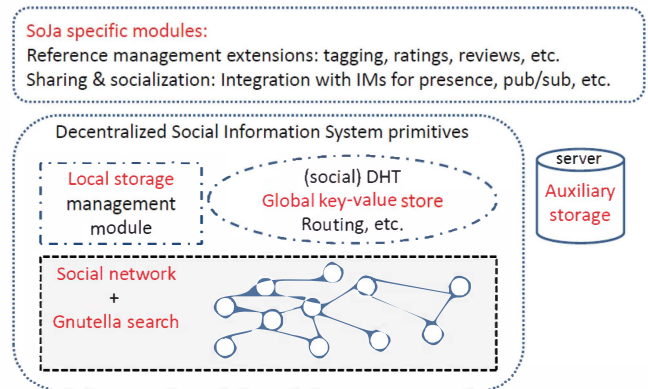 SoJa specific modules:
Reference management extensions: tagging, ratings, reviews, etc.
Sharing & socialization: Integration with IMs for presence, pub/sub, etc.
Decentralized Social Information System primitives
Local storage
management
module
(social) DHT
Global key-value store
Routing, etc.
server
Auxiliary
storage
Social network
+
Gnutella search